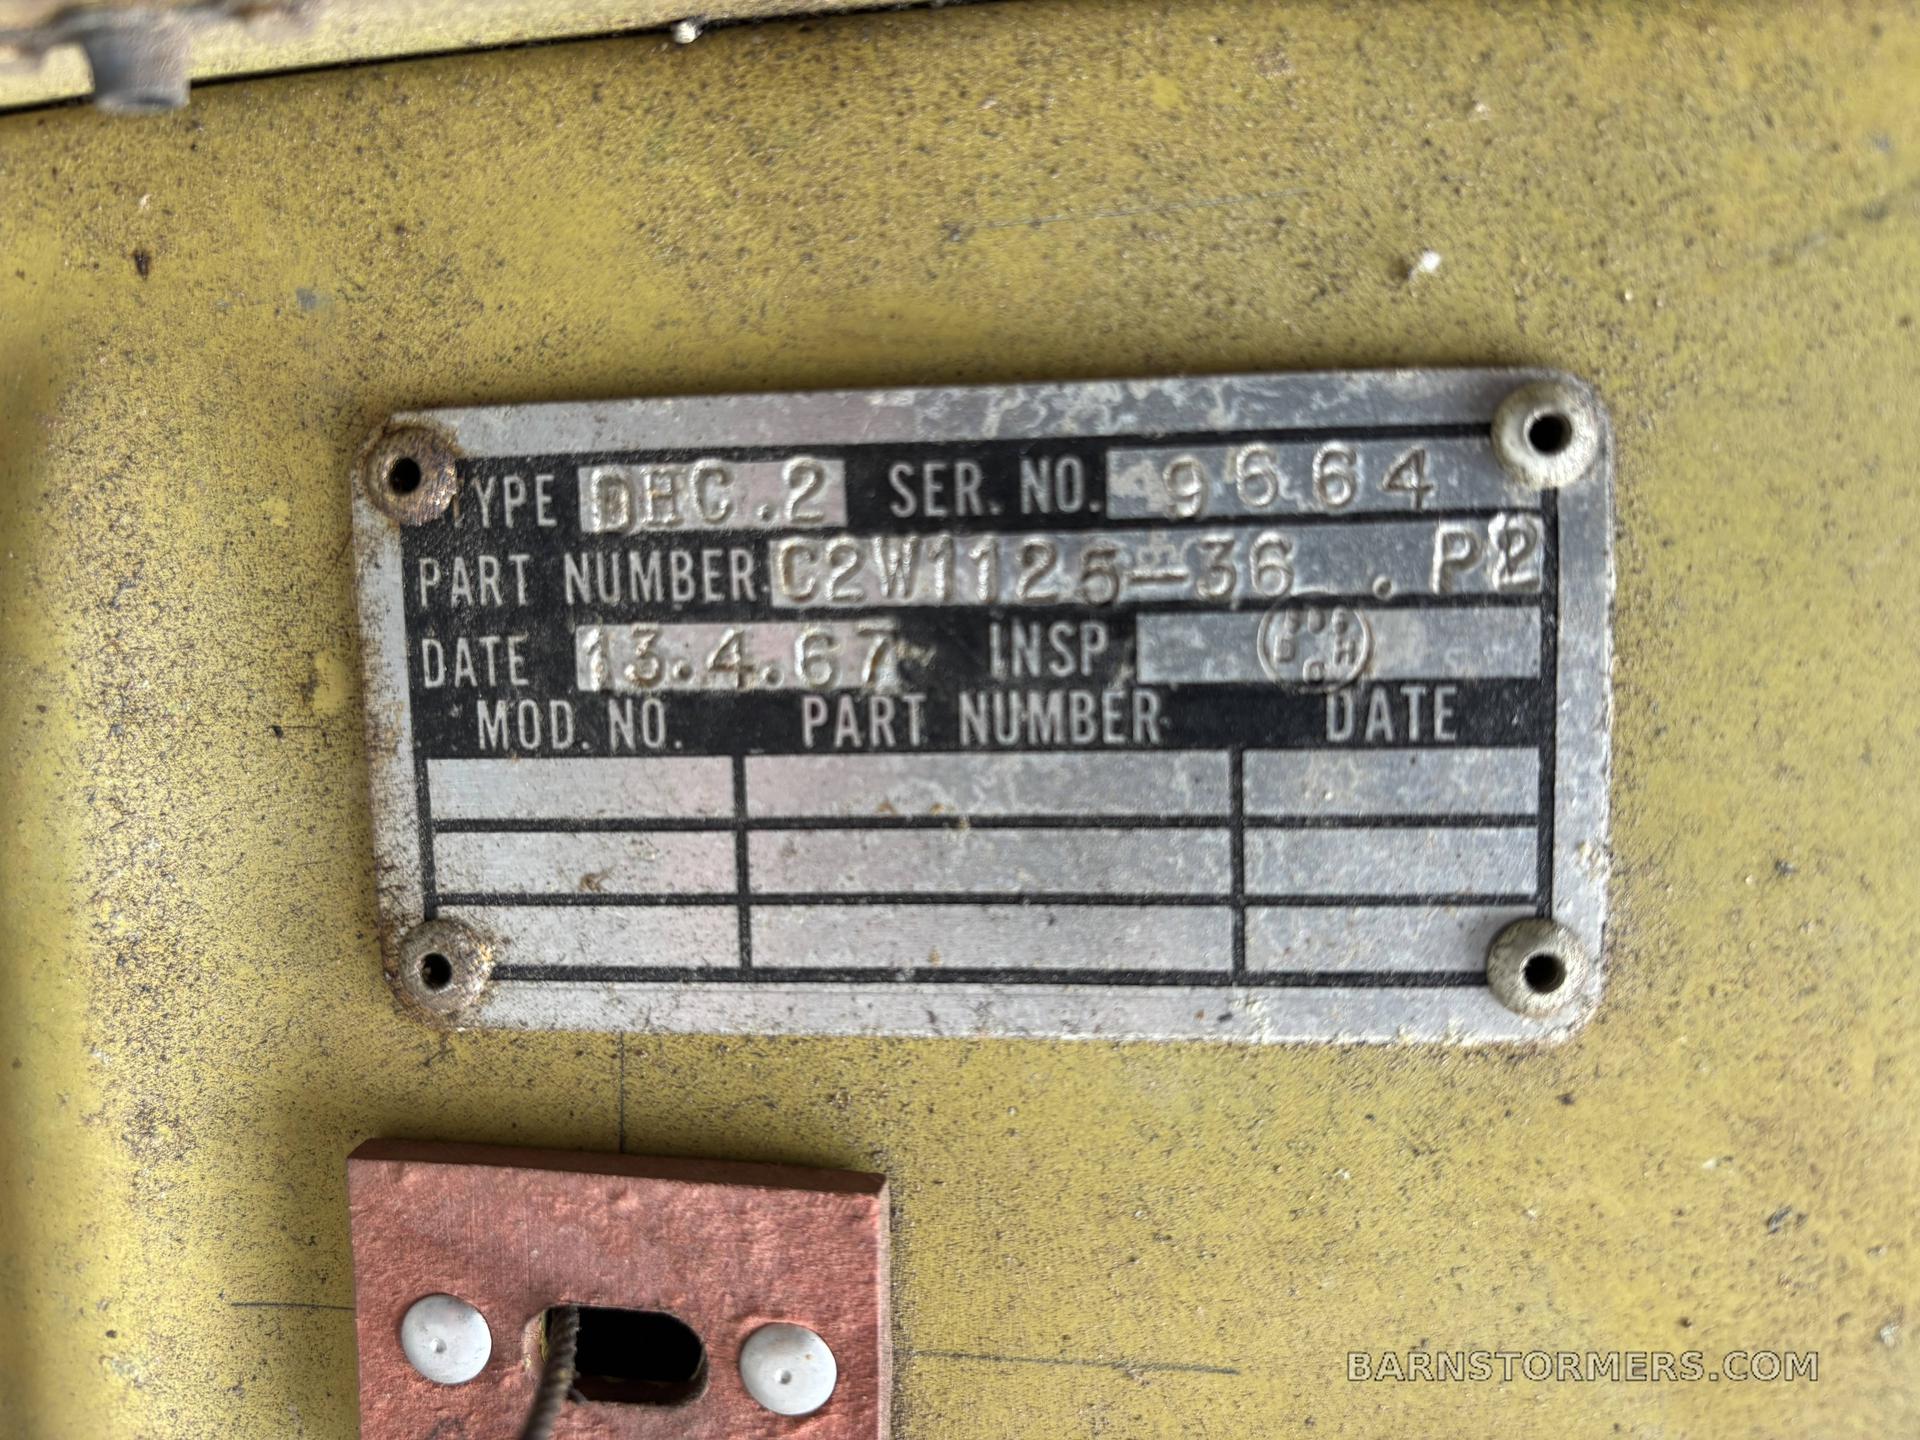 TYPE DHC.2 SER. NO. 9664
PART NUMBER C2W1125-36 .P2
DATE 13.4.67 INSP
MOD. NO. PART NUMBER DATE
BARNSTORMERS.COM